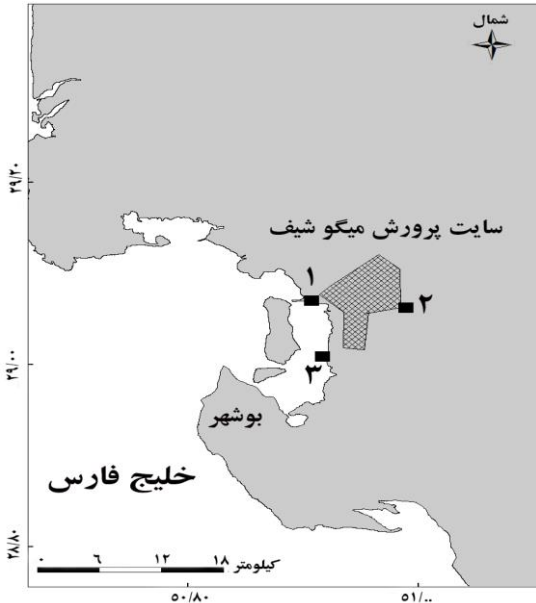 شمال
۲۹/۲۰
سایت پرورش میگو شیف
۱
۲
۲۹/۰۰
۳
بوشهر
خلیج فارس
۲۸/۸۰
۰ ۶ ۱۲ ۱۸ کیلومتر
۵۰/۸۰ ۵۱/۰۰